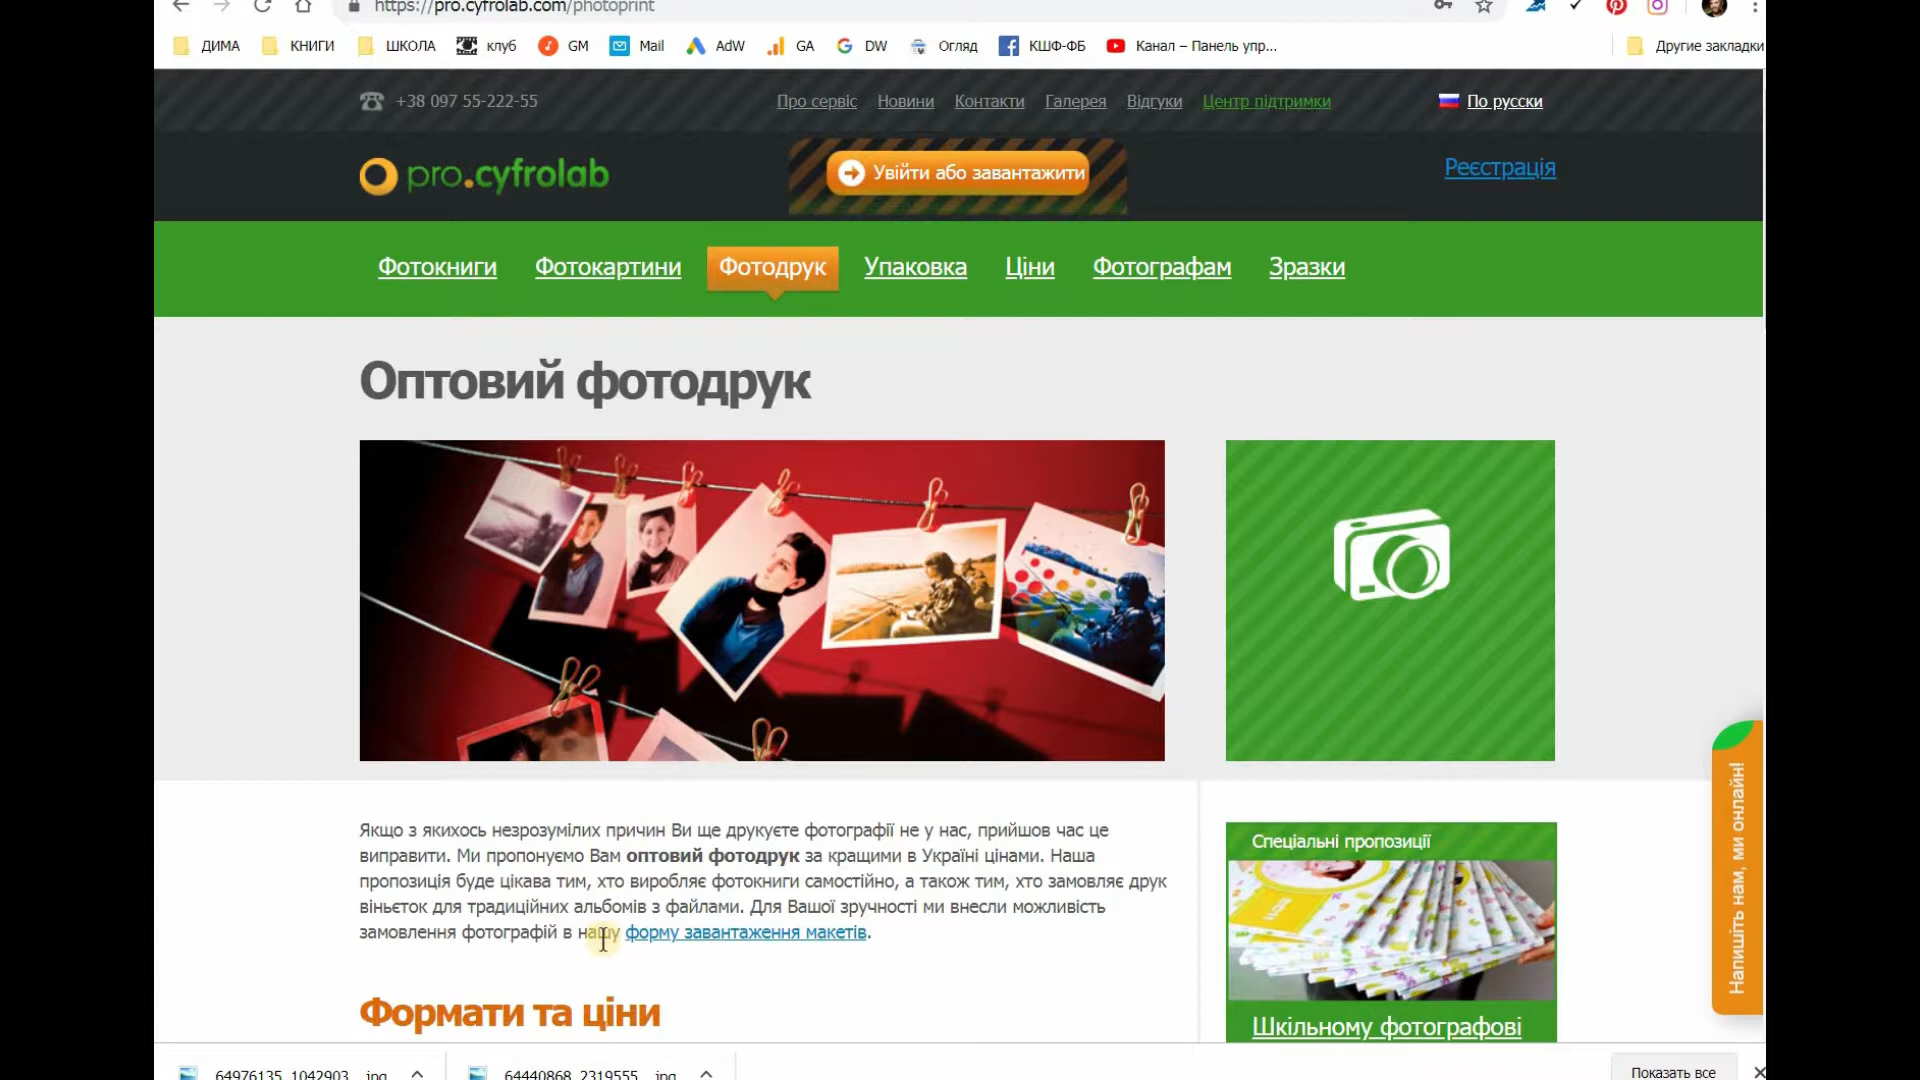 https://pro.cyfrolab.com/photoprint
ДИМА КНИГИ ШКОЛА клуб GM Mail AdW GA DW Огляд КШФ-ФБ Канал – Панель упр... Другие закладки
+38 097 55-222-55 Про сервіс Новини Контакти Галерея Відгуки Центр підтримки По русски
pro.cyfrolab Увійти або завантажити Реєстрація
Фотокниги Фотокартини Фотодрук Упаковка Ціни Фотографам Зразки
Оптовий фотодрук
Якщо з якихось незрозумілих причин Ви ще друкуєте фотографії не у нас, прийшов час це
виправити. Ми пропонуємо Вам оптовий фотодрук за кращими в Україні цінами. Наша
пропозиція буде цікава тим, хто виробляє фотокниги самостійно, а також тим, хто замовляє друк
віньєток для традиційних альбомів з файлами. Для Вашої зручності ми внесли можливість
замовлення фотографій в нашу форму завантаження макетів.
Формати та ціни
Спеціальні пропозиції
Шкільному фотографові
Напишіть нам, ми онлайн!
64976135_1042903_....jpg 64440868_2319555_....jpg Показать все